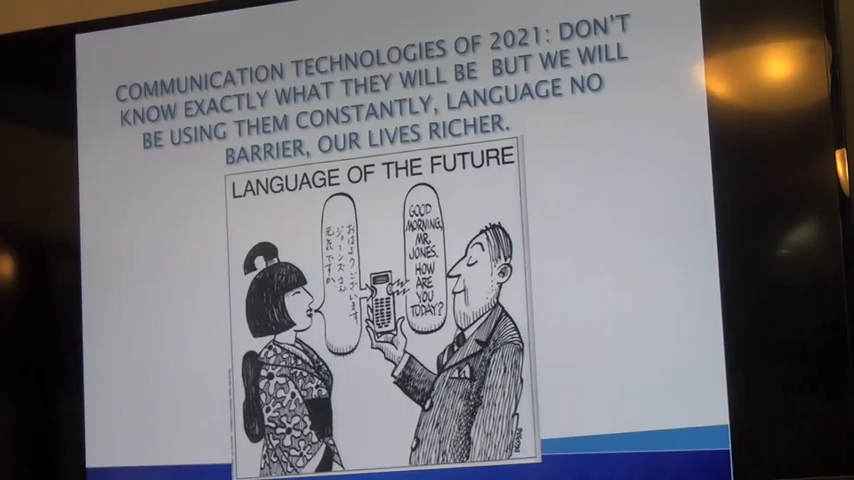 COMMUNICATION TECHNOLOGIES OF 2021: DON'T
KNOW EXACTLY WHAT THEY WILL BE BUT WE WILL
BE USING THEM CONSTANTLY, LANGUAGE NO
BARRIER, OUR LIVES RICHER.
LANGUAGE OF THE FUTURE
おはようございます
ジョーンズさん
元気ですか
GOOD
MORNING,
MR.
JONES.
HOW
ARE
YOU
TODAY?